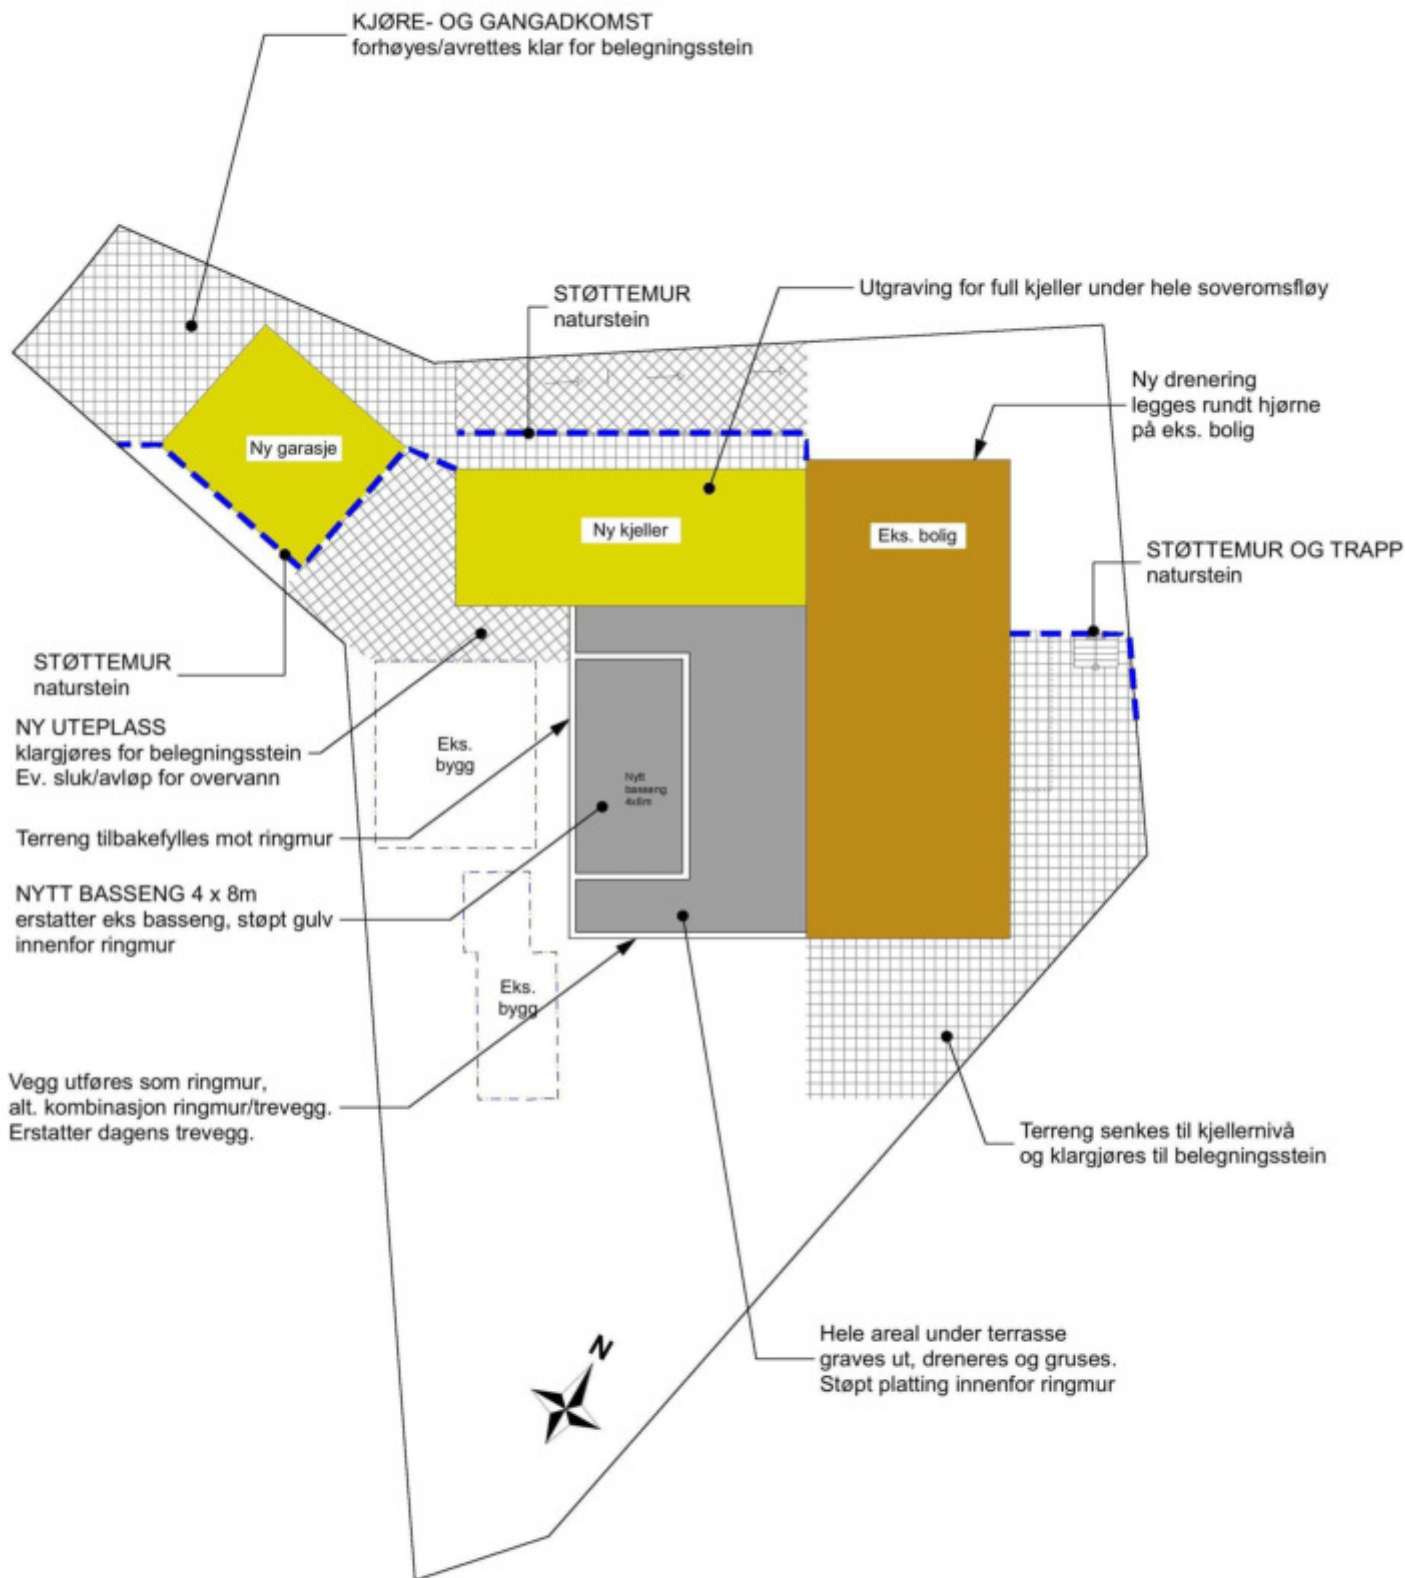 KJØRE- OG GANGADKOMST
forhøyes/avrettes klar for belegningsstein
STØTTEMUR
naturstein
Utgraving for full kjeller under hele soveromsfløy
Ny drenering
legges rundt hjørne
på eks. bolig
Ny garasje
Ny kjeller
Eks. bolig
STØTTEMUR OG TRAPP
naturstein
STØTTEMUR
naturstein
NY UTEPLASS
klargjøres for belegningsstein
Ev. sluk/avløp for overvann
Eks.
bygg
Nytt
basseng
4x8m
Terreng tilbakefylles mot ringmur
NYTT BASSENG 4 x 8m
erstatter eks basseng, støpt gulv
innenfor ringmur
Eks.
bygg
Vegg utføres som ringmur,
alt. kombinasjon ringmur/trevegg.
Erstatter dagens trevegg.
Terreng senkes til kjellernivå
og klargjøres til belegningsstein
Hele areal under terrasse
graves ut, dreneres og gruses.
Støpt platting innenfor ringmur
N